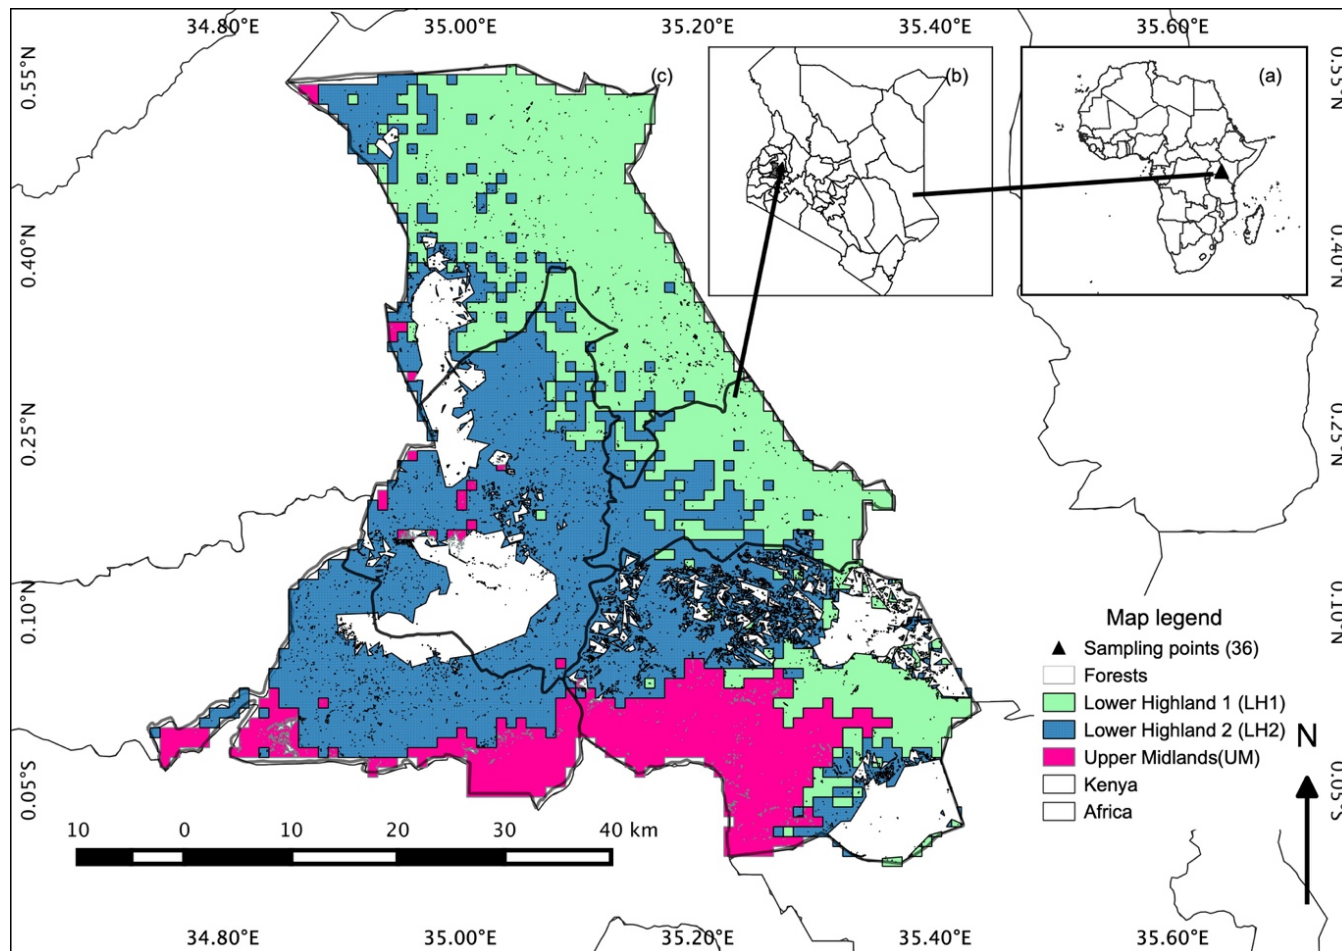 34.80°E 35.00°E 35.20°E 35.40°E 35.60°E
0.55°N
0.40°N
0.25°N
0.10°N
0.05°S
(c)
(b)
(a)
0.55°N
0.40°N
0.25°N
0.10°N
0.05°S
Map legend
Sampling points (36)
Forests
Lower Highland 1 (LH1)
Lower Highland 2 (LH2)
Upper Midlands(UM)
Kenya
Africa
N
10 0 10 20 30 40 km
34.80°E 35.00°E 35.20°E 35.40°E 35.60°E